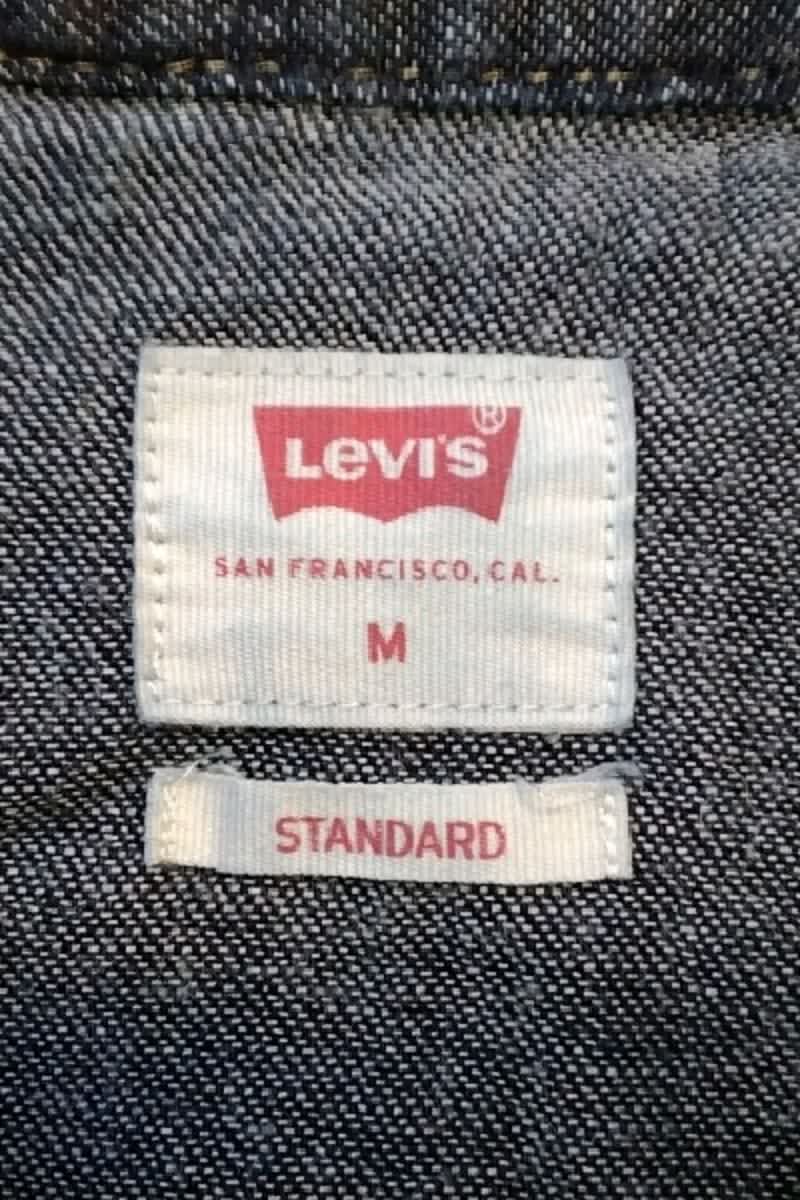 LEVI'S®
SAN FRANCISCO, CAL.
M
STANDARD